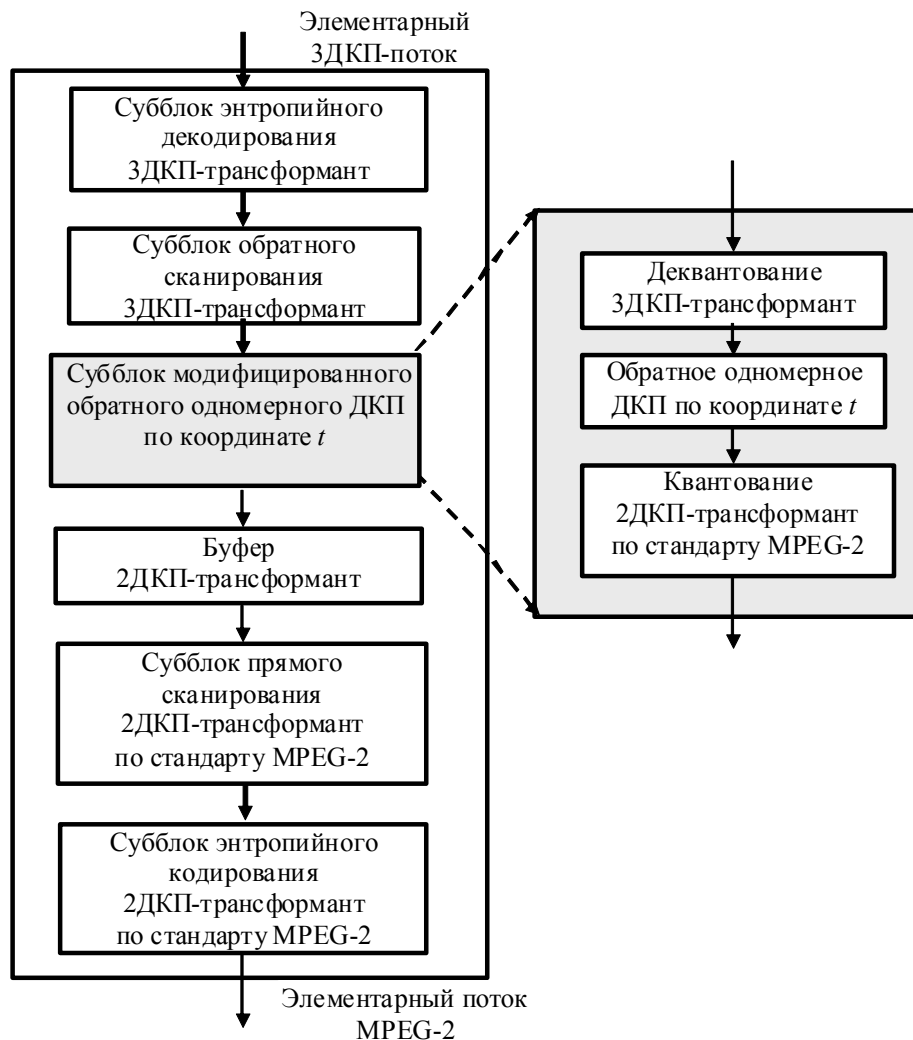 Элементарный
3ДКП-поток
Субблок энтропийного
декодирования
3ДКП-трансформант
Субблок обратного
сканирования
3ДКП-трансформант
Субблок модифицированного
обратного одномерного ДКП
по координате t
Буфер
2ДКП-трансформант
Субблок прямого
сканирования
2ДКП-трансформант
по стандарту MPEG-2
Субблок энтропийного
кодирования
2ДКП-трансформант
по стандарту MPEG-2
Элементарный поток
MPEG-2
Деквантование
3ДКП-трансформант
Обратное одномерное
ДКП по координате t
Квантование
2ДКП-трансформант
по стандарту MPEG-2